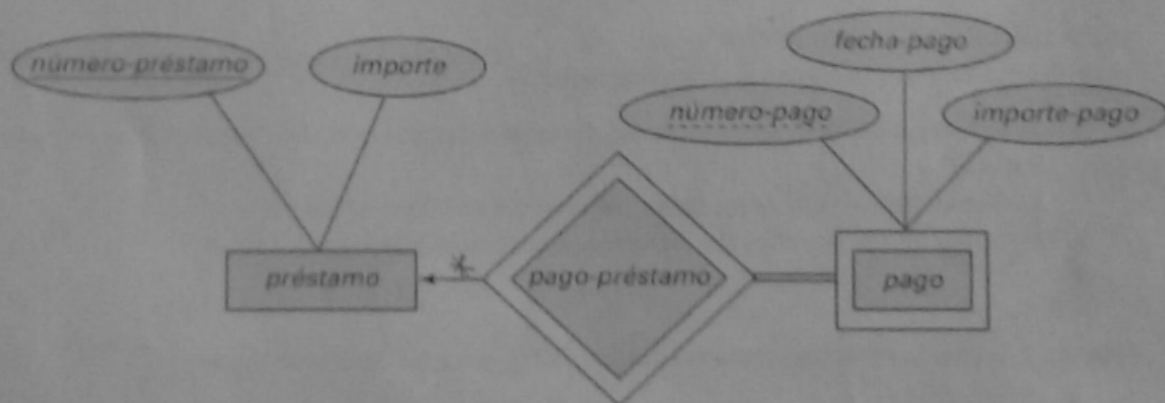 fecha-pago
número-préstamo
importe
número-pago
importe-pago
préstamo
pago-préstamo
pago